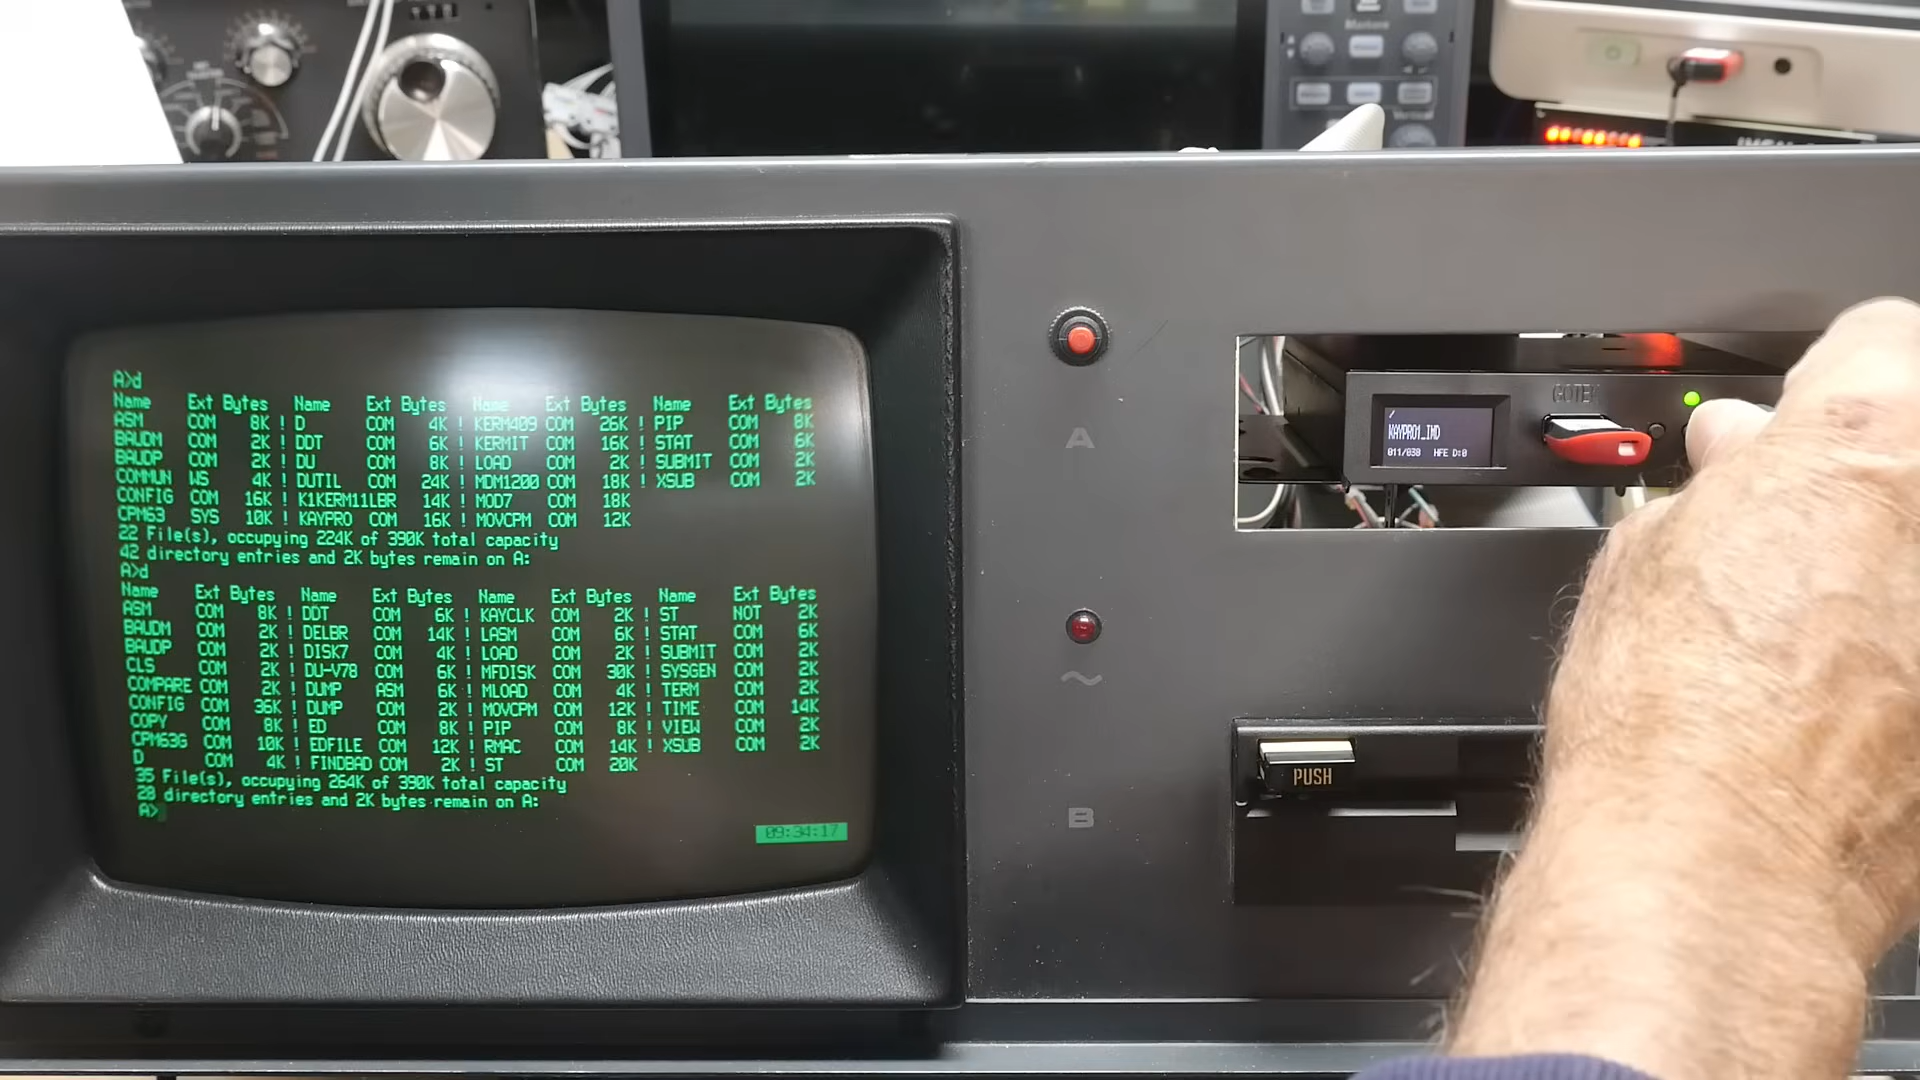 Markers
Vertical
A>d
Name Ext Bytes Name Ext Bytes ! Name Ext Bytes Name Ext Bytes
ASM COM 8K ! D COM 4K ! KERM409 COM 26K ! PIP COM 8K
BAUDM COM 2K ! DDT COM 6K ! KERMIT COM 16K ! STAT COM 6K
BAUDP COM 2K ! DU COM 8K ! LOAD COM 2K ! SUBMIT COM 2K
COMMUN WS 4K ! DUTIL COM 24K ! MDM1200 COM 18K ! XSUB COM 2K
CONFIG COM 16K ! K1KERM11LBR 14K ! MOD7 COM 18K
CPM63 SYS 10K ! KAYPRO COM 16K ! MOVCPM COM 12K
22 File(s), occupying 224K of 390K total capacity
42 directory entries and 2K bytes remain on A:
A>d
Name Ext Bytes Name Ext Bytes Name Ext Bytes Name Ext Bytes
ASM COM 8K ! DDT COM 6K ! KAYCLK COM 2K ! ST NOT 2K
BAUDM COM 2K ! DELBR COM 14K ! LASM COM 6K ! STAT COM 6K
BAUDP COM 2K ! DISK7 COM 4K ! LOAD COM 2K ! SUBMIT COM 2K
CLS COM 2K ! DU-V78 COM 6K ! MFDISK COM 30K ! SYSGEN COM 2K
COMPARE COM 2K ! DUMP ASM 6K ! MLOAD COM 4K ! TERM COM 2K
CONFIG COM 36K ! DUMP COM 2K ! MOVCPM COM 12K ! TIME COM 14K
COPY COM 8K ! ED COM 8K ! PIP COM 8K ! VIEW COM 2K
CPM63G COM 10K ! EDFILE COM 12K ! RMAC COM 14K ! XSUB COM 2K
D COM 4K ! FINDBAD COM 2K ! ST COM 20K
35 File(s), occupying 264K of 390K total capacity
28 directory entries and 2K bytes remain on A:
A>
09:34:17
A
B
GOTEK
/
KAYPRO1_IMD
011/038 HFE D:0
PUSH